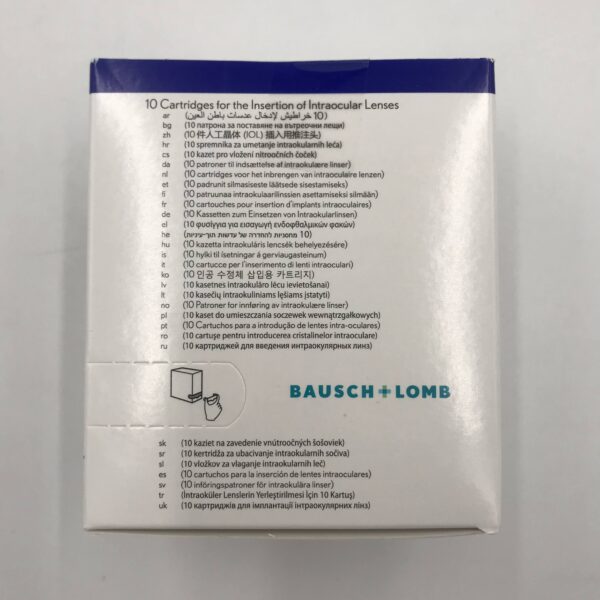 10 Cartridges for the Insertion of Intraocular Lenses
ar (10 خراطيش لإدخال عدسات باطن العين)
bg (10 патрона за поставяне на вътреочни лещи)
zh (10 件人工晶体 (IOL) 插入用推注头)
hr (10 spremnika za umetanje intraokularnih leća)
cs (10 kazet pro vložení nitroočních čoček)
da (10 patroner til indsættelse af intraokulære linser)
nl (10 cartridges voor het inbrengen van intraoculaire lenzen)
et (10 padrunit silmasiseste läätsede sisestamiseks)
fi (10 patruunaa intraokulaarilinssien asettamiseksi silmään)
fr (10 cartouches pour insertion d'implants intraoculaires)
de (10 Kassetten zum Einsetzen von Intraokularlinsen)
el (10 φυσίγγια για εισαγωγή ενδοφθαλμικών φακών)
he (10 מחסניות להחדרה של עדשות תוך-עיניות)
hu (10 kazetta intraokuláris lencsék behelyezésére)
is (10 hylki til ísetningar á gerviaugasteinum)
it (10 cartucce per l'inserimento di lenti intraoculari)
ko (10 인공 수정체 삽입용 카트리지)
lv (10 kasetnes intraokulāro lēcu ievietošanai)
lt (10 kasečių intraokuliniams lęšiams įstatyti)
no (10 Patroner for innføring av intraokulære linser)
pl (10 kaset do umieszczania soczewek wewnątrzgałkowych)
pt (10 Cartuchos para a introdução de lentes intra-oculares)
ro (10 cartuşe pentru introducerea cristalinelor intraoculare)
ru (10 картриджей для введения интраокулярных линз)
BAUSCH+LOMB
sk (10 kaziet na zavedenie vnútroočných šošoviek)
sr (10 kertridža za ubacivanje intraokularnih sočiva)
sl (10 vložkov za vlaganje intraokularnih leč)
es (10 cartuchos para la inserción de lentes intraoculares)
sv (10 införingspatroner för intraokulära linser)
tr (İntraoküler Lenslerin Yerleştirilmesi İçin 10 Kartuş)
uk (10 картриджів для імплантації інтраокулярних лінз)